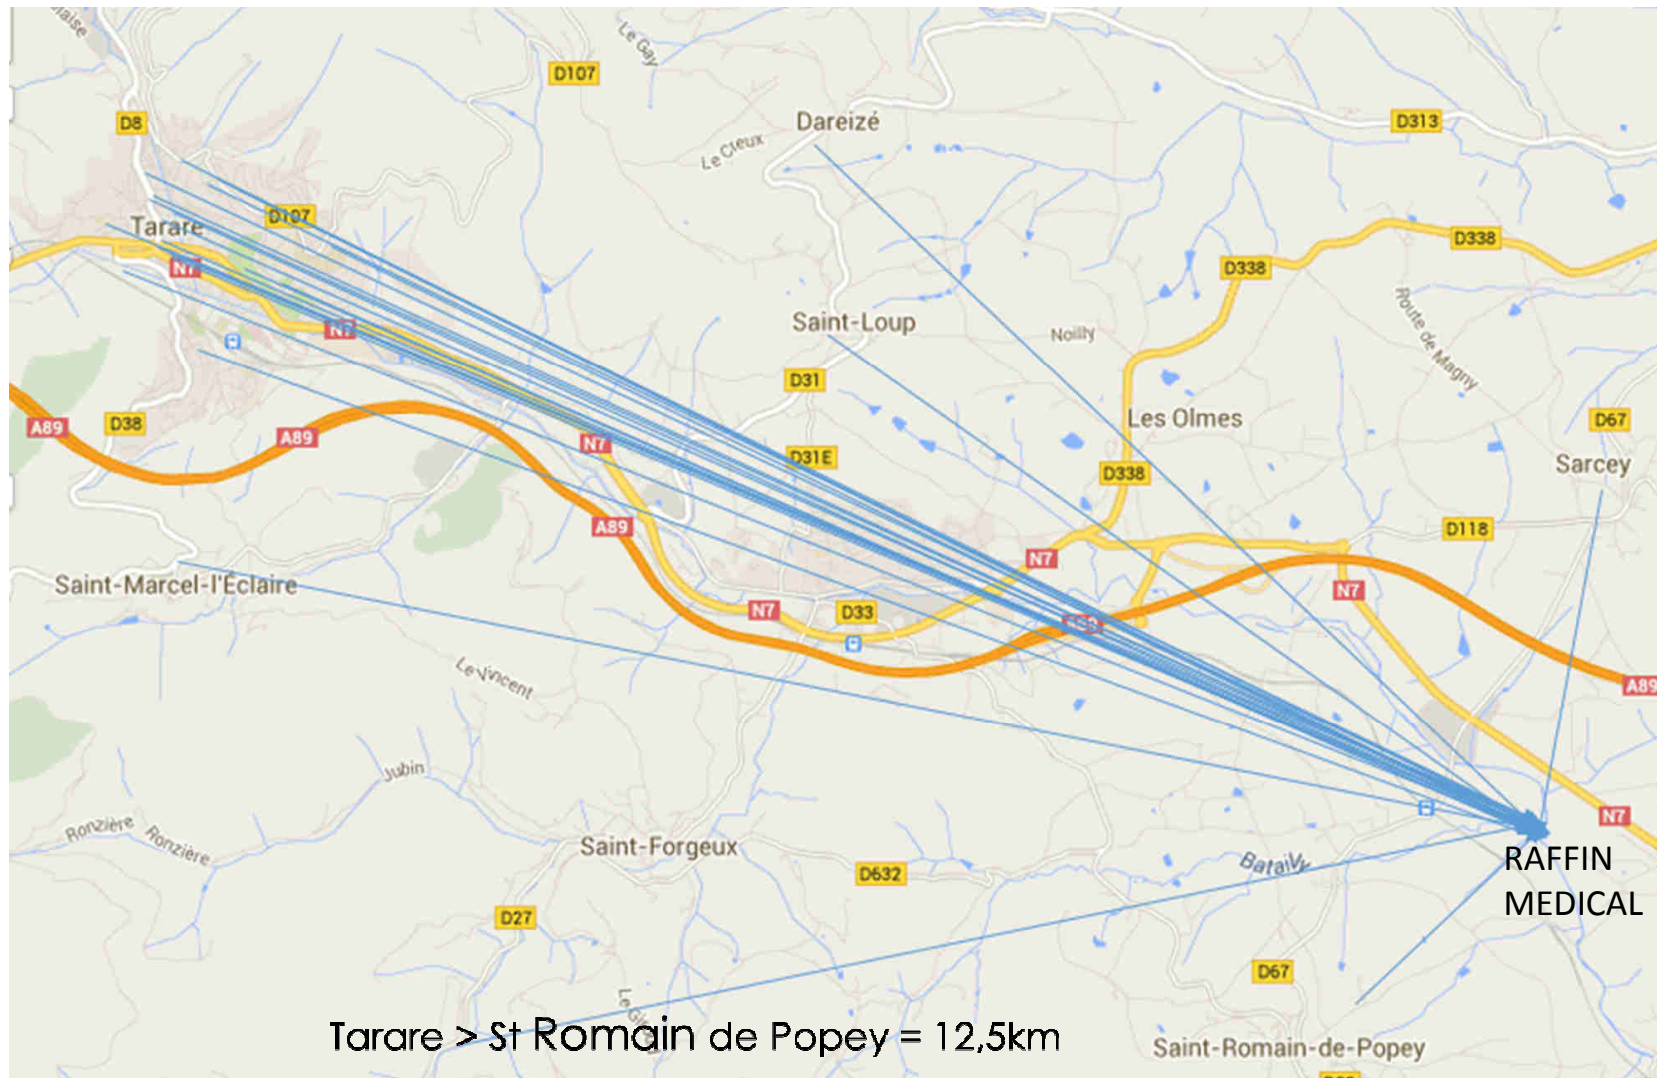 Le Gay
D107
D8
Dareizé
D313
Le Cieux
D107
Tarare
D338
N7
D338
Route de Magny
Saint-Loup
Noilly
N7
D31
A89
D38
A89
Les Olmes
D67
N7
D31E
Sarcey
D338
A89
D118
N7
Saint-Marcel-l'Éclaire
N7
N7
D33
Le Vincent
A89
Jubin
N7
Ronzière
Ronzière
Saint-Forgeux
RAFFIN
MEDICAL
D632
Batailly
D27
D67
Tarare > St Romain de Popey = 12,5km
Saint-Romain-de-Popey